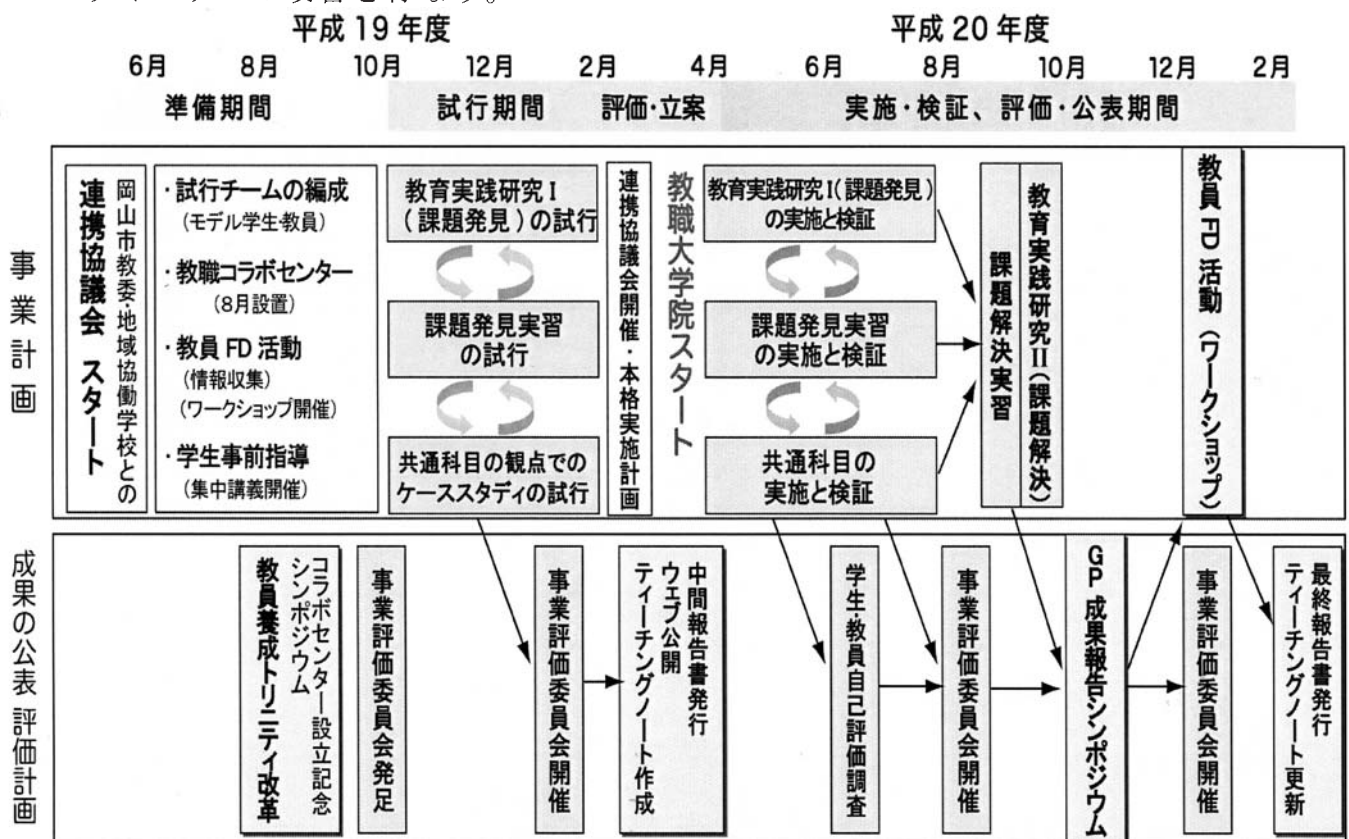 平成 19 年度
平成 20 年度
6月
8月
10月
12月
2月
4月
6月
8月
10月
12月
2月
準備期間
試行期間
評価・立案
実施・検証、評価・公表期間
事業計画
岡山市教委・地域協働学校との
連携協議会 スタート
・試行チームの編成
(モデル学生・教員)
・教職コラボセンター
(8月設置)
・教員 FD 活動
(情報収集)
(ワークショップ開催)
・学生事前指導
(集中講義開催)
教育実践研究 I
(課題発見)の試行
課題発見実習
の試行
共通科目の観点での
ケーススタディの試行
連携協議会開催・本格実施計画
教職大学院スタート
教育実践研究 I(課題発見)
の実施と検証
課題発見実習
の実施と検証
共通科目の
実施と検証
教育実践研究II(課題解決)
課題解決実習
教員 FD 活動(ワークショップ)
成果の公表 評価計画
コラボセンター設立記念
シンポジウム
教員養成トリニティ改革
事業評価委員会発足
事業評価委員会開催
中間報告書発行
ウェブ公開
ティーチングノート作成
学生・教員自己評価調査
事業評価委員会開催
GP 成果報告シンポジウム
事業評価委員会開催
最終報告書発行
ティーチングノート更新